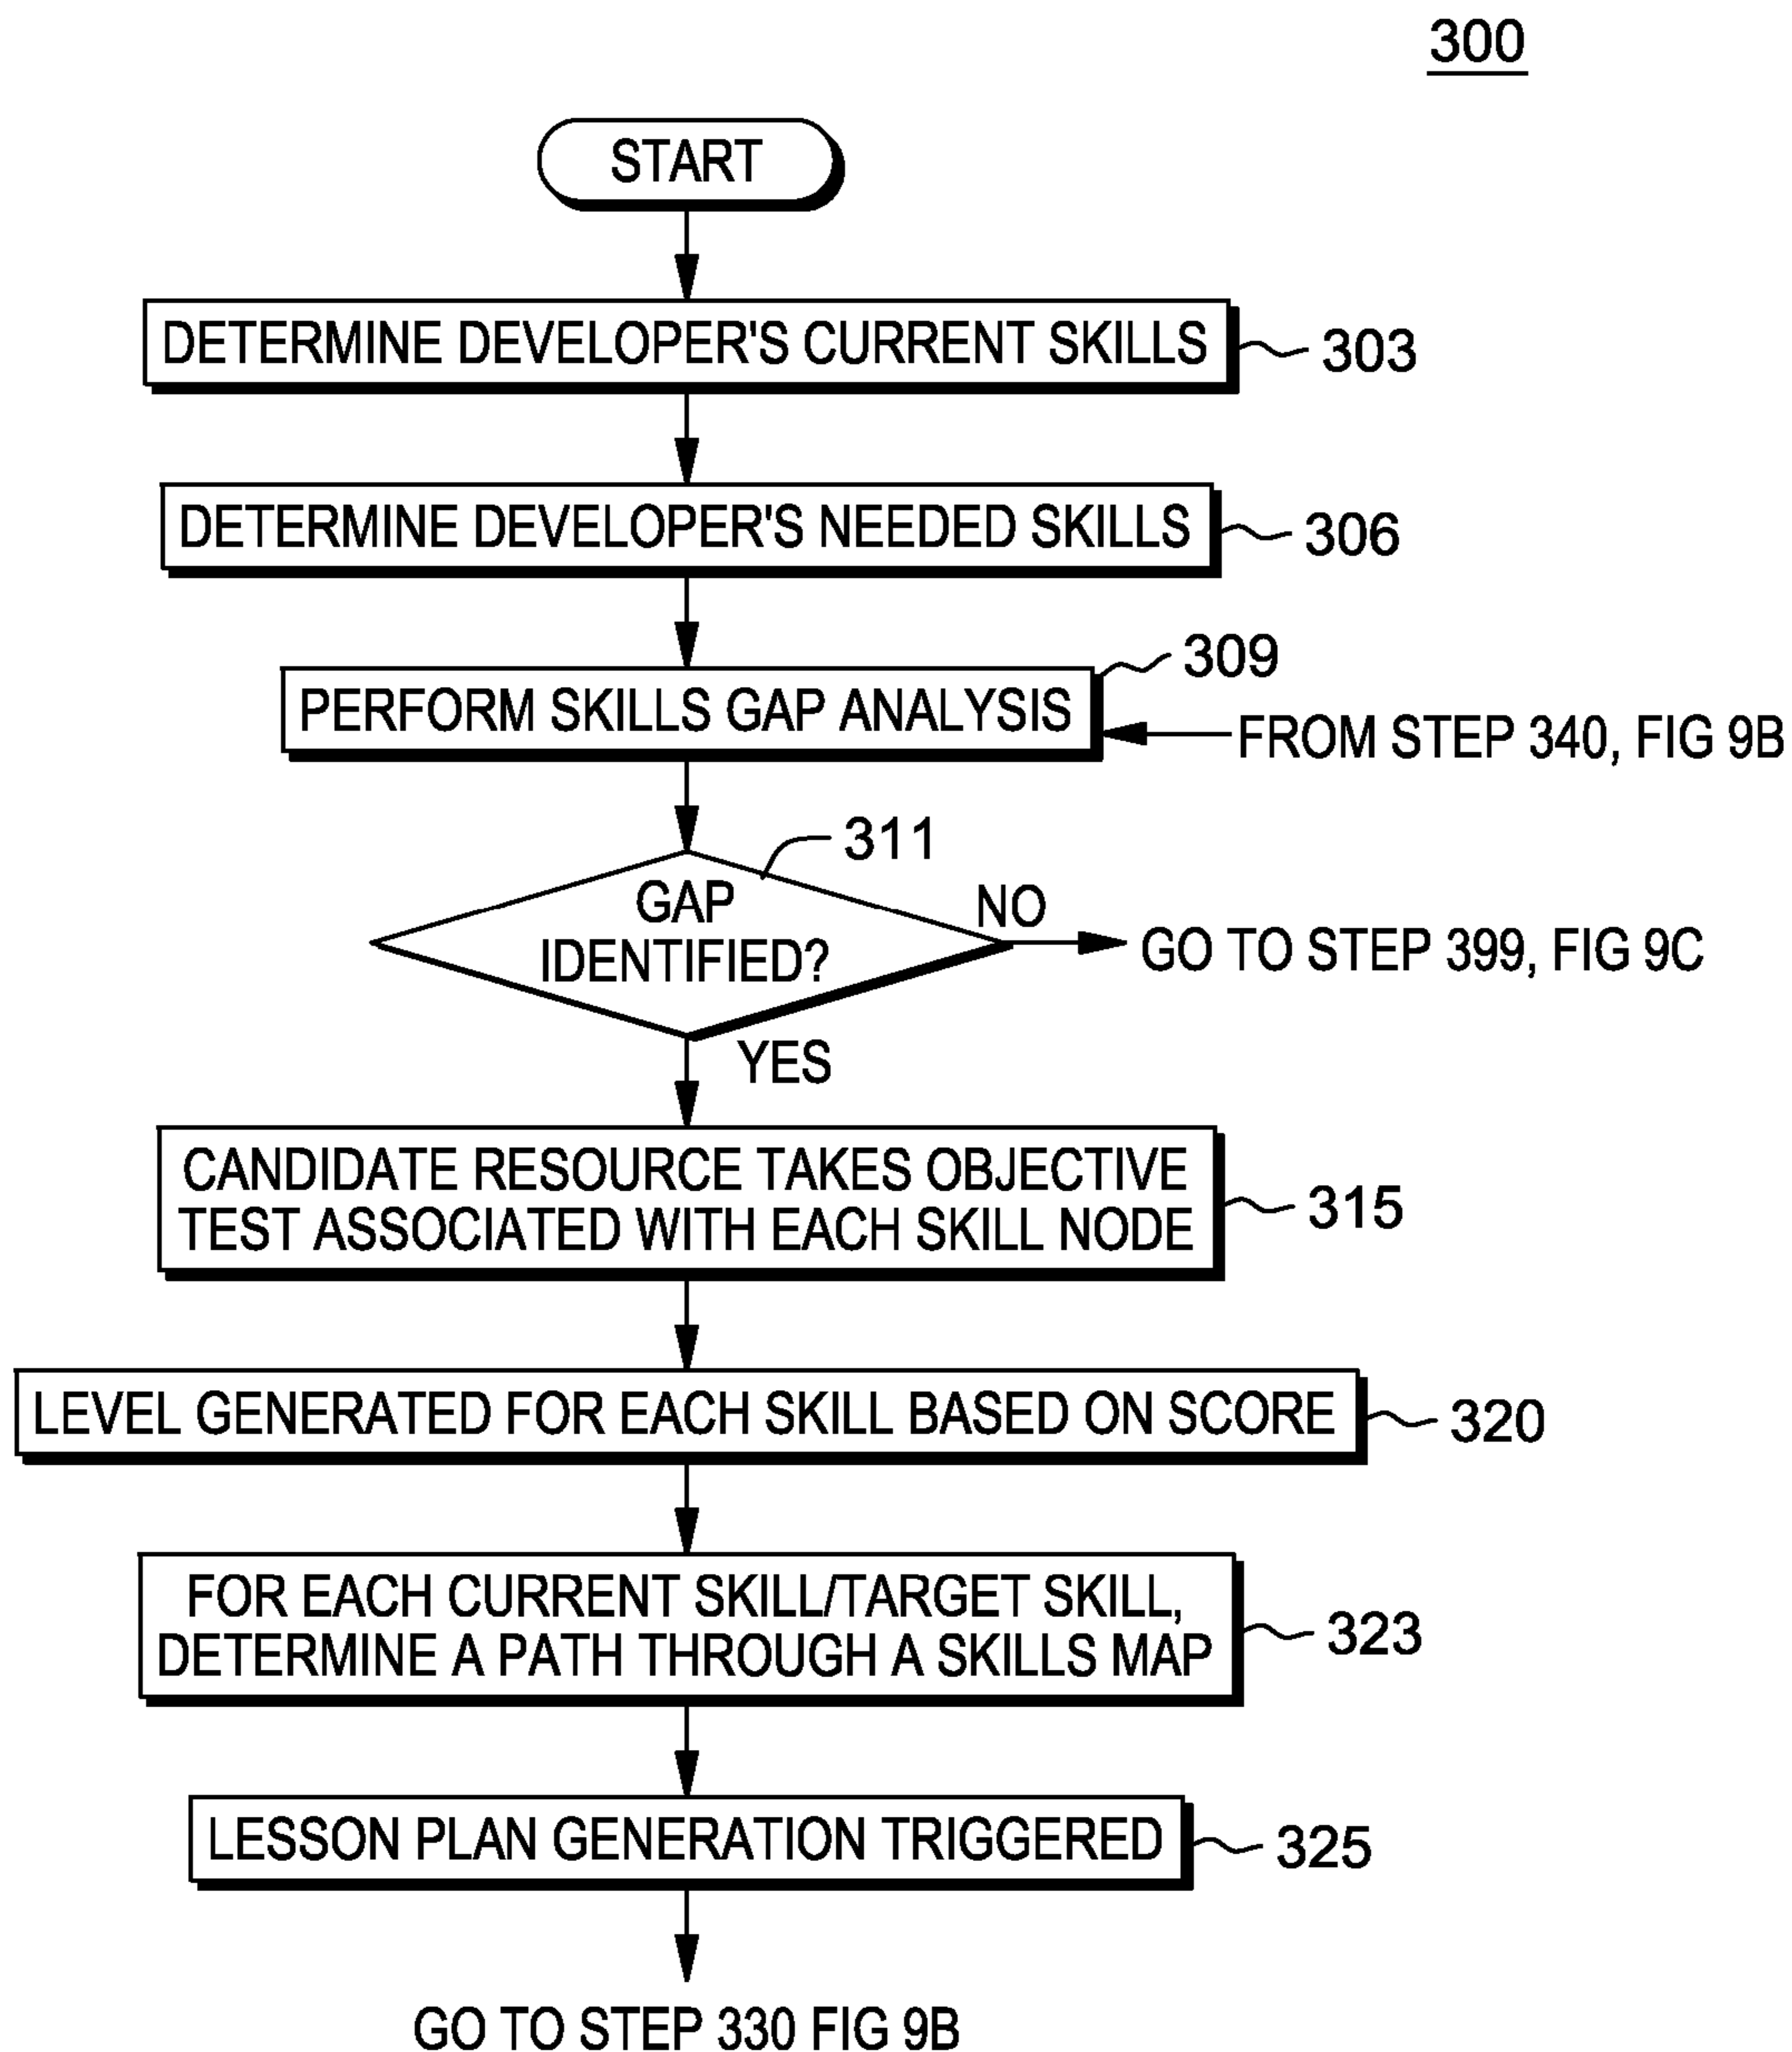 300
START
DETERMINE DEVELOPER'S CURRENT SKILLS
303
DETERMINE DEVELOPER'S NEEDED SKILLS
306
309
PERFORM SKILLS GAP ANALYSIS
FROM STEP 340, FIG 9B
311
GAP
IDENTIFIED?
NO
GO TO STEP 399, FIG 9C
YES
CANDIDATE RESOURCE TAKES OBJECTIVE
TEST ASSOCIATED WITH EACH SKILL NODE
315
LEVEL GENERATED FOR EACH SKILL BASED ON SCORE
320
FOR EACH CURRENT SKILL/TARGET SKILL,
DETERMINE A PATH THROUGH A SKILLS MAP
323
LESSON PLAN GENERATION TRIGGERED
325
GO TO STEP 330 FIG 9B